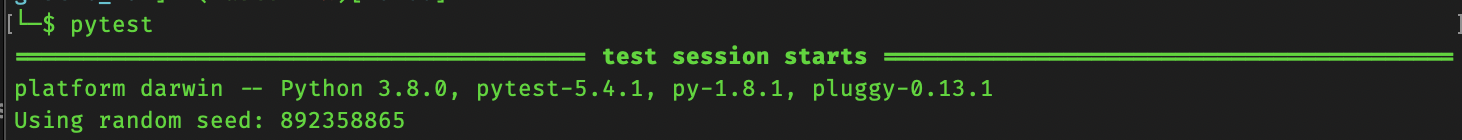 [└─$ pytest ]
═══════════════════ test session starts ═══════════════════
platform darwin -- Python 3.8.0, pytest-5.4.1, py-1.8.1, pluggy-0.13.1
Using random seed: 892358865